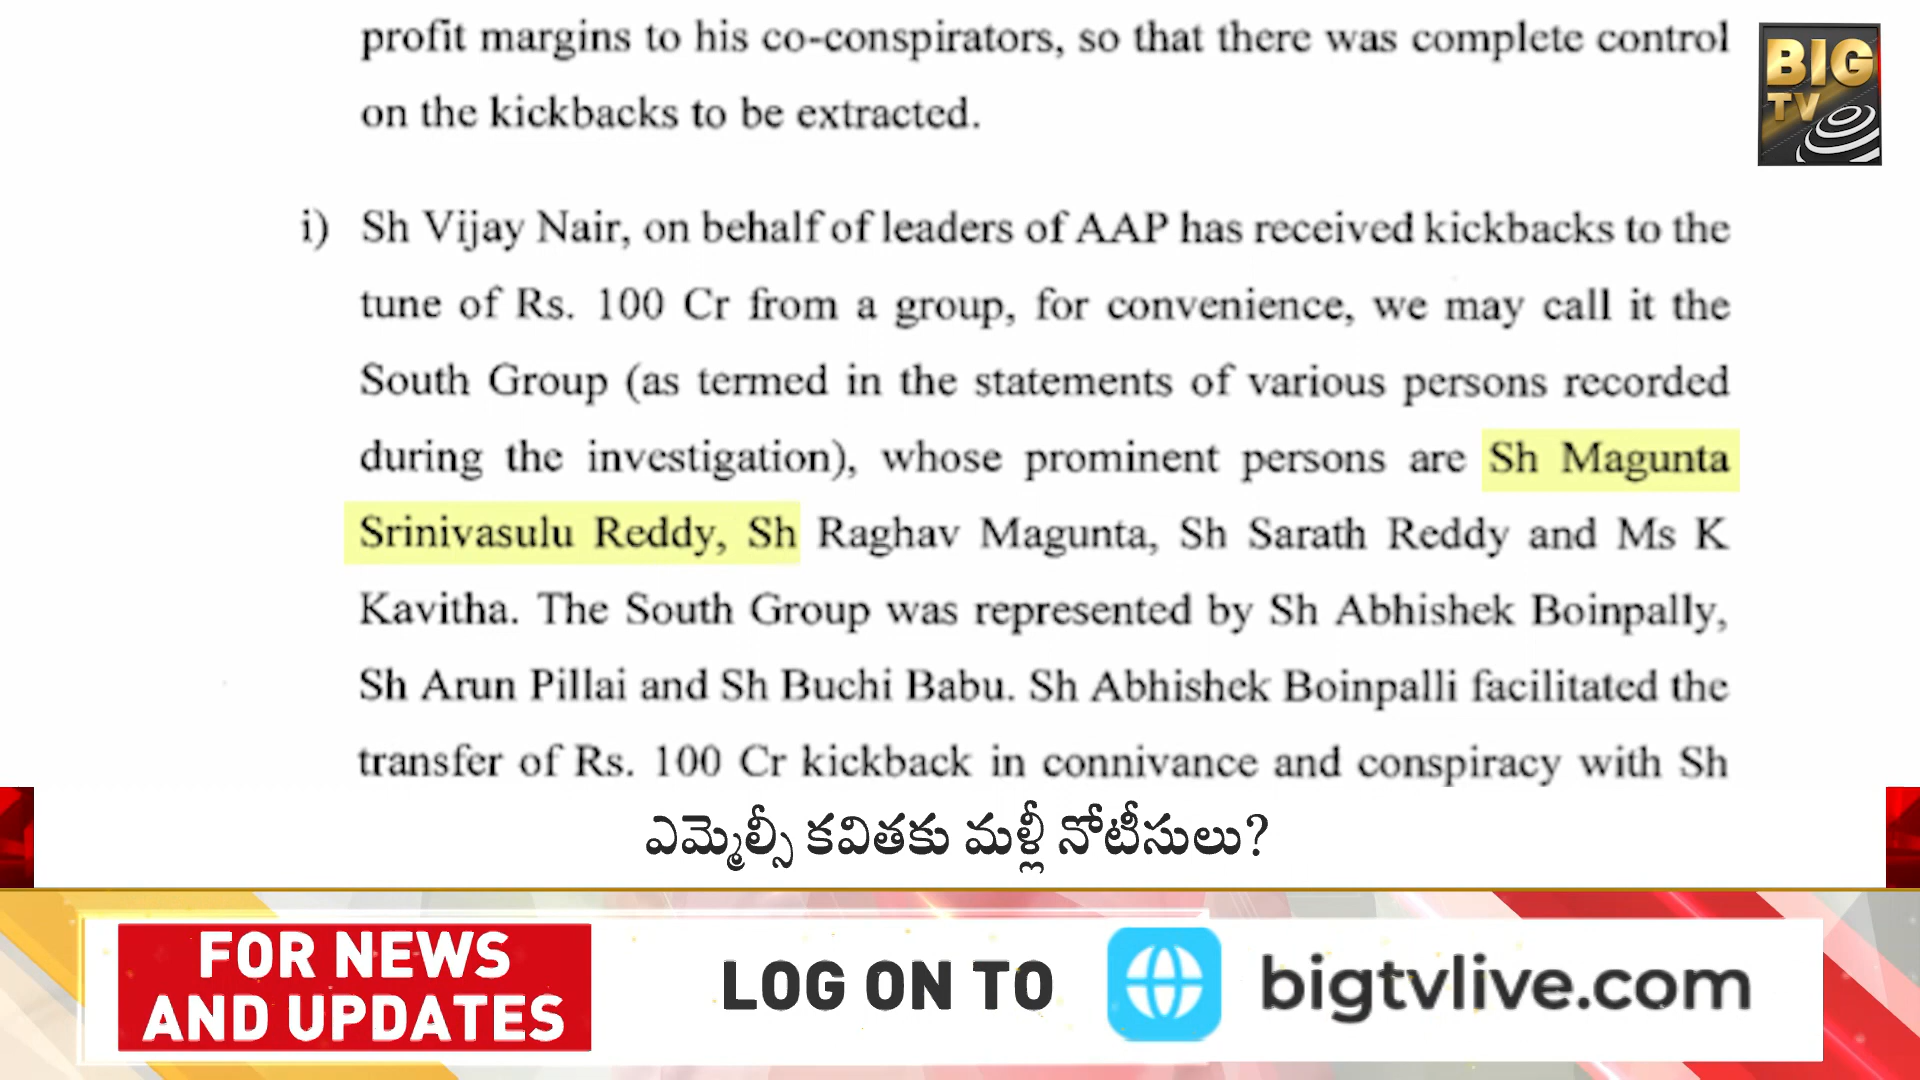 profit margins to his co-conspirators, so that there was complete control
on the kickbacks to be extracted.
BIG
TV
i) Sh Vijay Nair, on behalf of leaders of AAP has received kickbacks to the
tune of Rs. 100 Cr from a group, for convenience, we may call it the
South Group (as termed in the statements of various persons recorded
during the investigation), whose prominent persons are Sh Magunta
Srinivasulu Reddy, Sh Raghav Magunta, Sh Sarath Reddy and Ms K
Kavitha. The South Group was represented by Sh Abhishek Boinpally,
Sh Arun Pillai and Sh Buchi Babu. Sh Abhishek Boinpalli facilitated the
transfer of Rs. 100 Cr kickback in connivance and conspiracy with Sh
ఎమ్మెల్సీ కవితకు మళ్లీ నోటీసులు?
FOR NEWS
AND UPDATES
LOG ON TO
bigtvlive.com